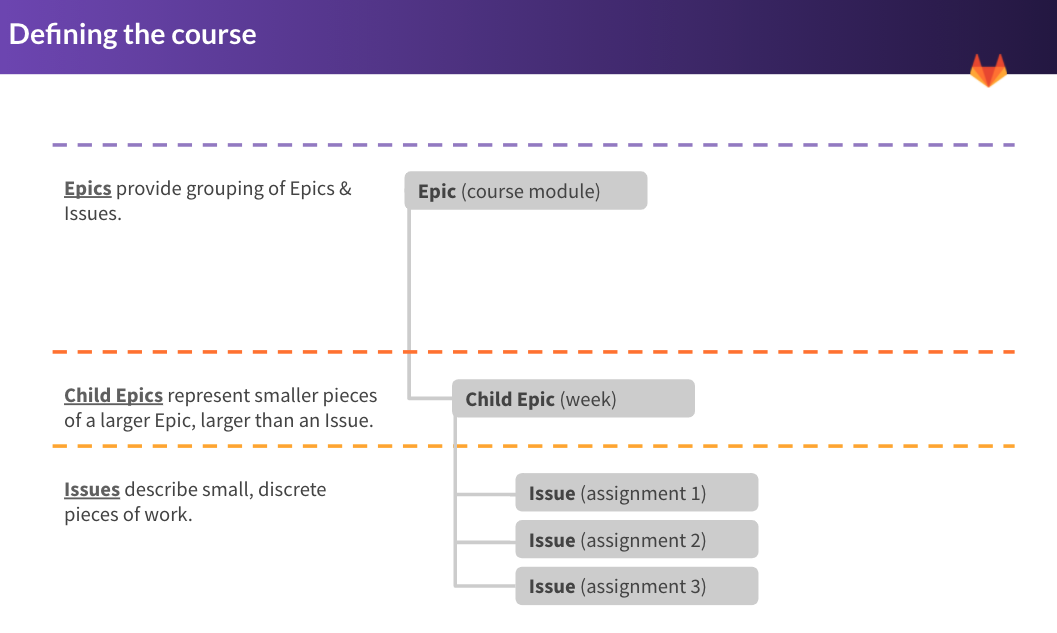 Defining the course
Epics provide grouping of Epics &
Issues.
Epic (course module)
Child Epics represent smaller pieces
of a larger Epic, larger than an Issue.
Child Epic (week)
Issues describe small, discrete
pieces of work.
Issue (assignment 1)
Issue (assignment 2)
Issue (assignment 3)